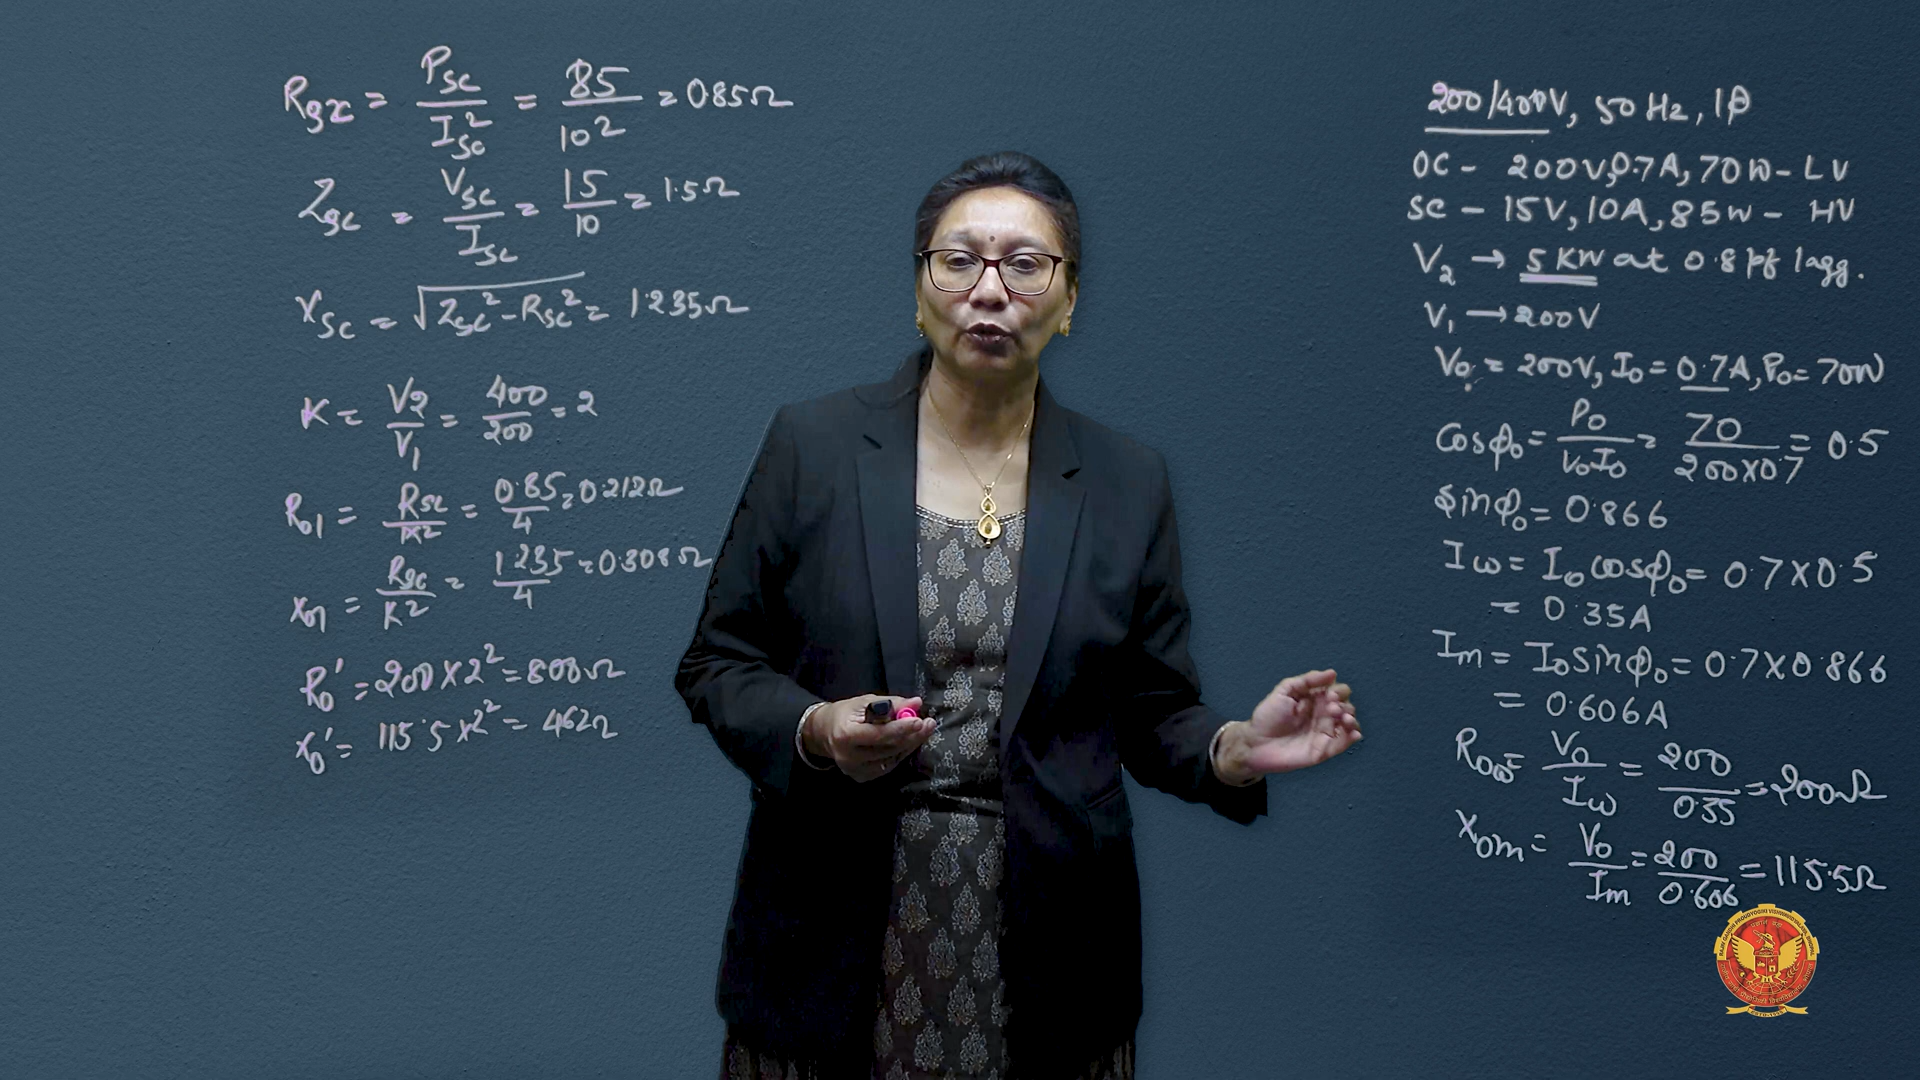 Rsc = Psc / Isc² = 85 / 10² = 0.85Ω
Zsc = Vsc / Isc = 15 / 10 = 1.5Ω
Xsc = √Zsc² - Rsc² = 1.235Ω
K = V2 / V1 = 400 / 200 = 2
R01 = Rsc / K² = 0.85 / 4 = 0.212Ω
X01 = Rsc / K² = 1.235 / 4 = 0.308Ω
R0' = 200 × 2² = 800Ω
X0' = 115.5 × 2² = 462Ω
200/400V, 50 Hz, 1φ
OC - 200V, 0.7A, 70W - LV
SC - 15V, 10A, 85W - HV
V2 → 5 KW at 0.8 pf lagg.
V1 → 200V
V0 = 200V, I0 = 0.7A, P0 = 70W
Cosφ0 = P0 / V0I0 = 70 / 200×0.7 = 0.5
Sinφ0 = 0.866
Iω = I0 cosφ0 = 0.7×0.5
= 0.35A
Im = I0 sinφ0 = 0.7×0.866
= 0.606A
R0ω = V0 / Iω = 200 / 0.35 = 200Ω
X0m = V0 / Im = 200 / 0.606 = 115.5Ω